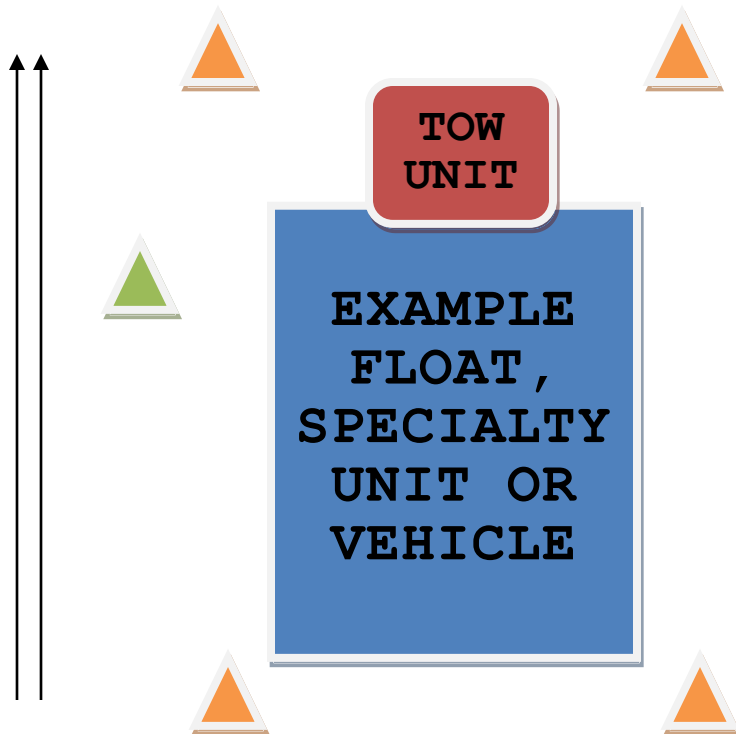 TOW
UNIT
EXAMPLE
FLOAT,
SPECIALTY
UNIT OR
VEHICLE